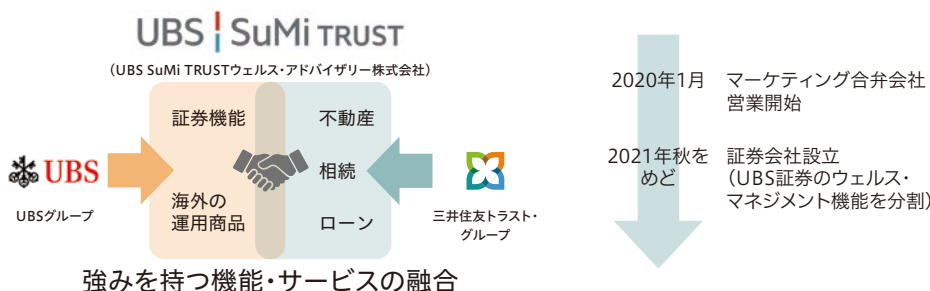 UBS SuMi TRUST
（UBS SuMi TRUSTウェルス・アドバイザリー株式会社）
証券機能
海外の
運用商品
不動産
相続
ローン
UBS
UBSグループ
三井住友トラスト・
グループ
強みを持つ機能・サービスの融合
2020年1月 マーケティング合弁会社
営業開始
2021年秋を 証券会社設立
めど （UBS証券のウェルス・
マネジメント機能を分割）